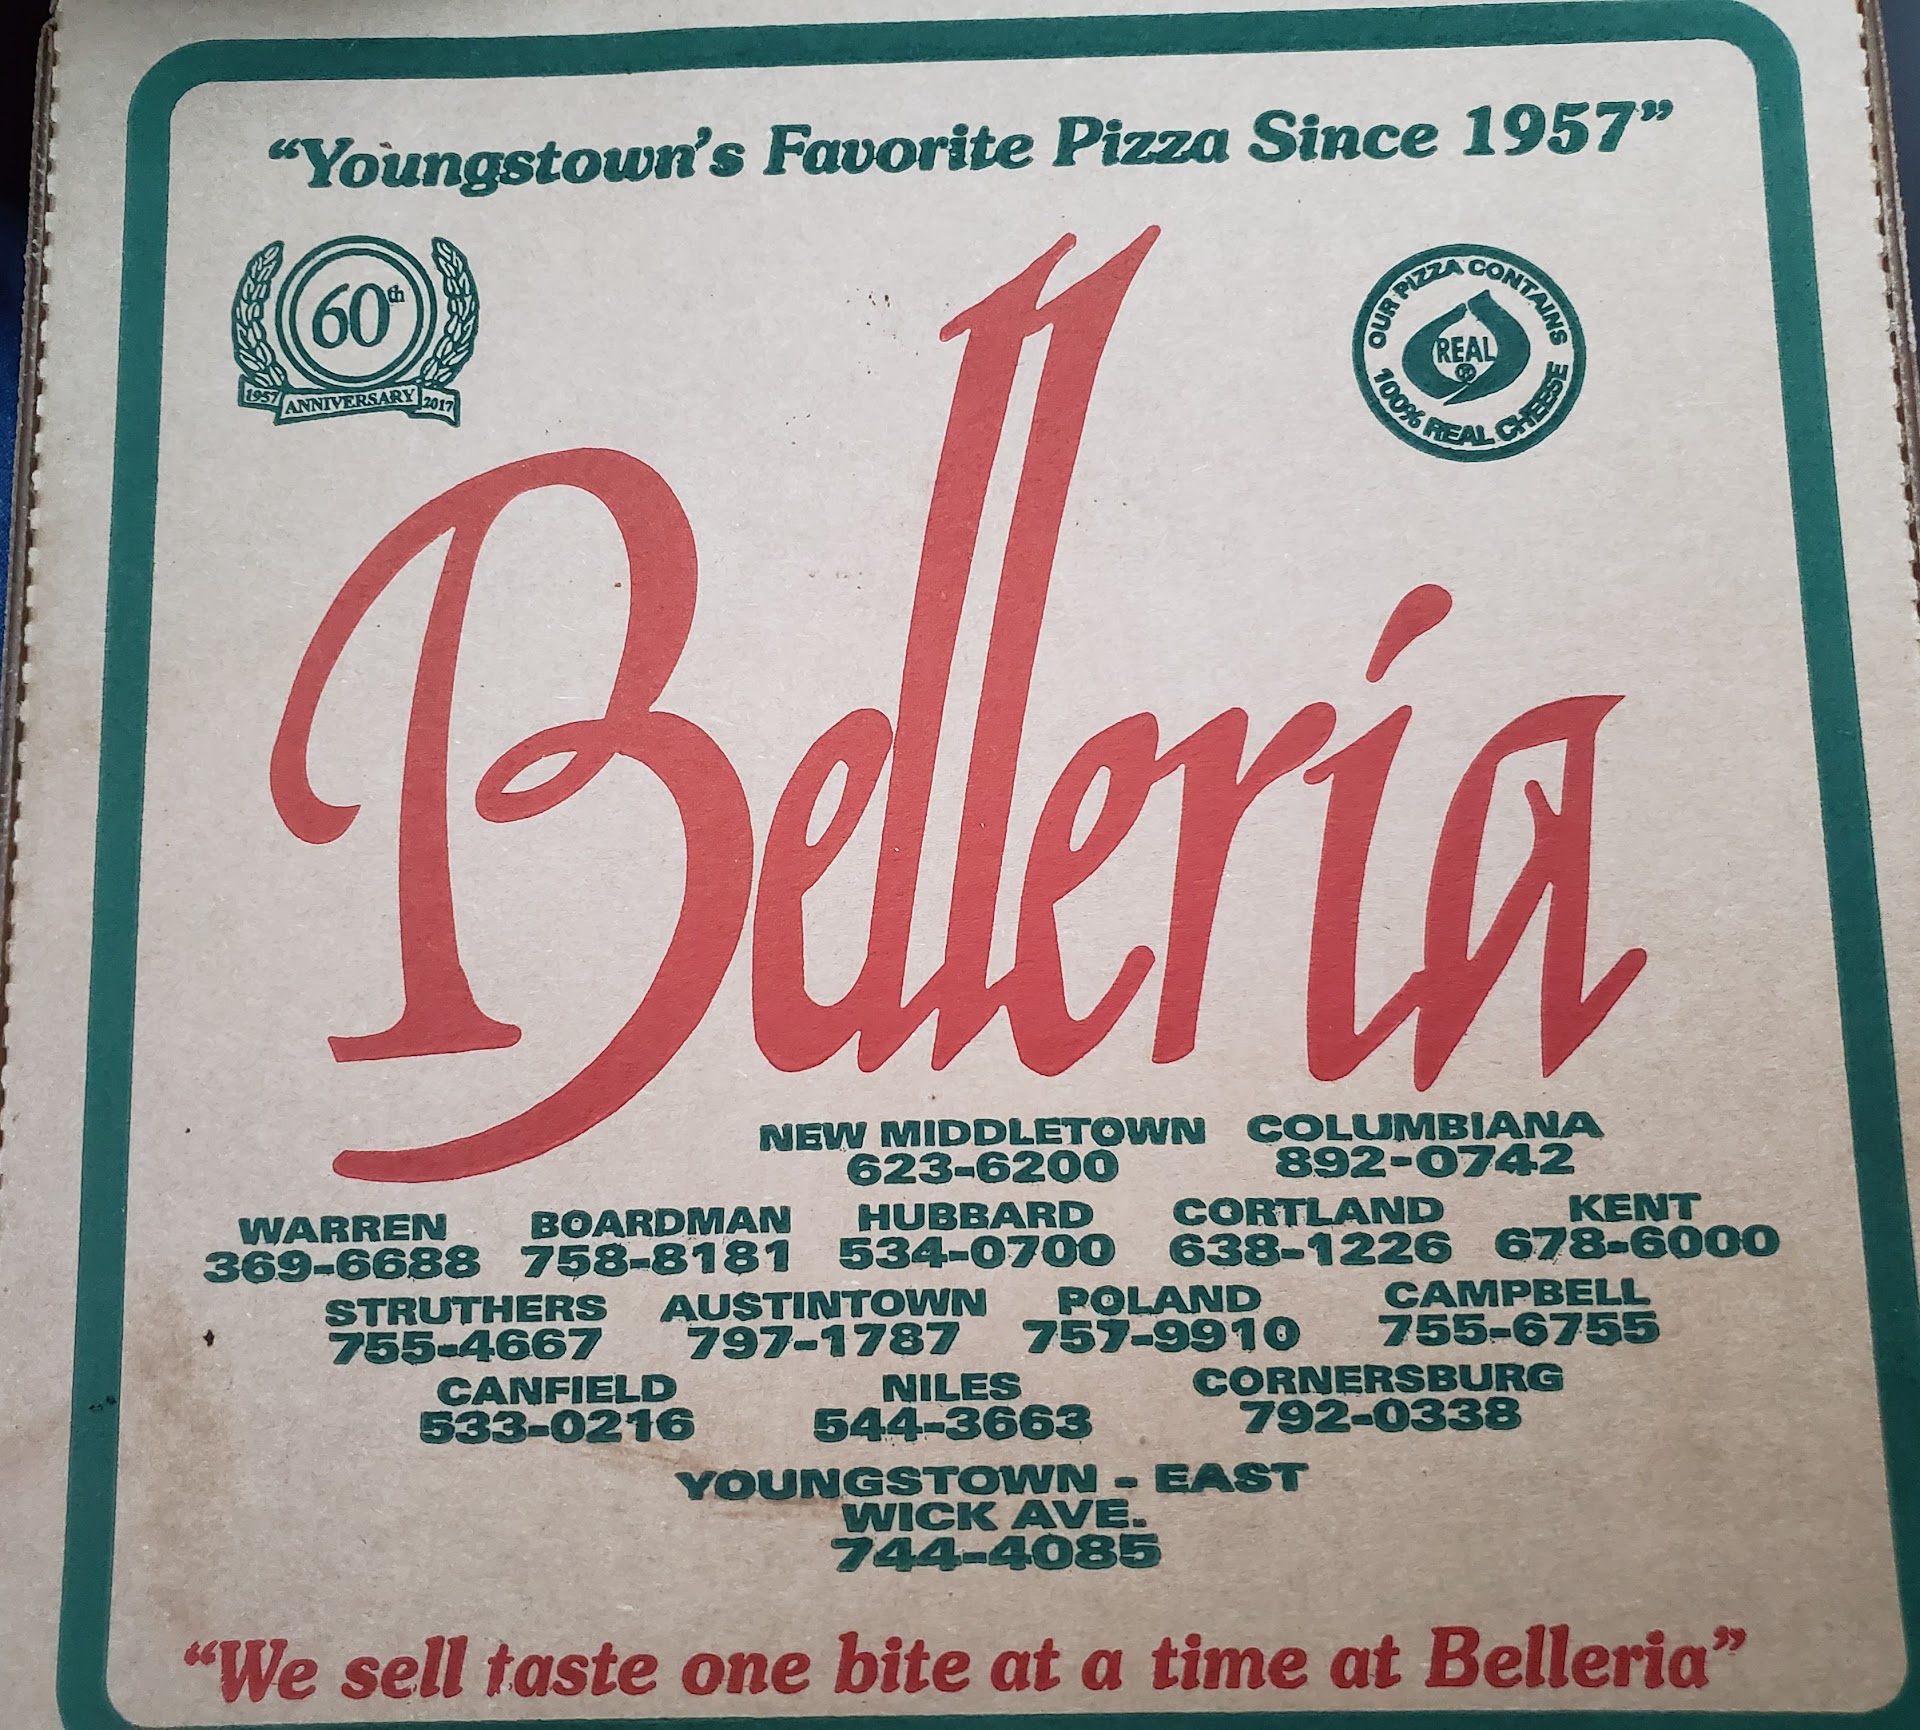 “Youngstown’s Favorite Pizza Since 1957”
60th
1957 ANNIVERSARY 2017
OUR PIZZA CONTAINS
REAL ®
100% REAL CHEESE
Belleria
NEW MIDDLETOWN COLUMBIANA
623-6200 892-0742
WARREN BOARDMAN HUBBARD CORTLAND KENT
369-6688 758-8181 534-0700 638-1226 678-6000
STRUTHERS AUSTINTOWN POLAND CAMPBELL
755-4667 797-1787 757-9910 755-6755
CANFIELD NILES CORNERSBURG
533-0216 544-3663 792-0338
YOUNGSTOWN - EAST
WICK AVE.
744-4085
“We sell taste one bite at a time at Belleria”